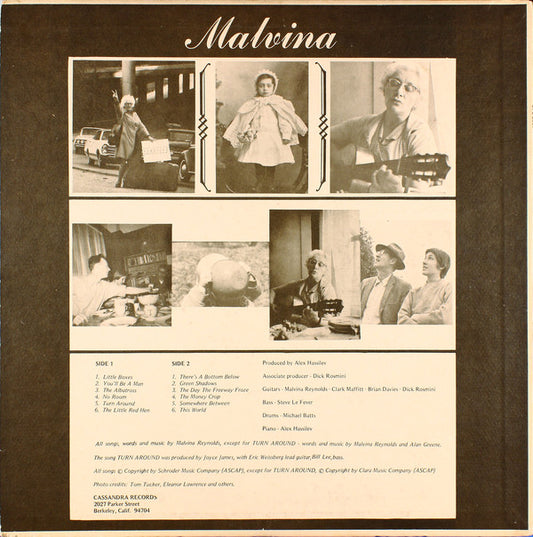 Malvina
SIDE 1
1. Little Boxes
2. You'll Be A Man
3. The Albatross
4. No Room
5. Turn Around
6. The Little Red Hen
SIDE 2
1. There's A Bottom Below
2. Green Shadows
3. The Day The Freeway Froze
4. The Money Crop
5. Somewhere Between
6. This World
Produced by Alex Hassilev
Associate producer - Dick Rosmini
Guitars - Malvina Reynolds · Clark Maffitt · Brian Davies · Dick Rosmini
Bass - Steve Le Fever
Drums - Michael Botts
Piano - Alex Hassilev
All songs, words and music by Malvina Reynolds, except for TURN AROUND - words and music by Malvina Reynolds and Alan Greene.
The song TURN AROUND was produced by Joyce James, with Eric Weissberg lead guitar, Bill Lee, bass.
All songs © Copyright by Schroder Music Company (ASCAP), except for TURN AROUND, © Copyright by Clara Music Company (ASCAP)
Photo credits: Tom Tucker, Eleanor Lawrence and others.
CASSANDRA RECORDS
2027 Parker Street
Berkeley, Calif. 94704